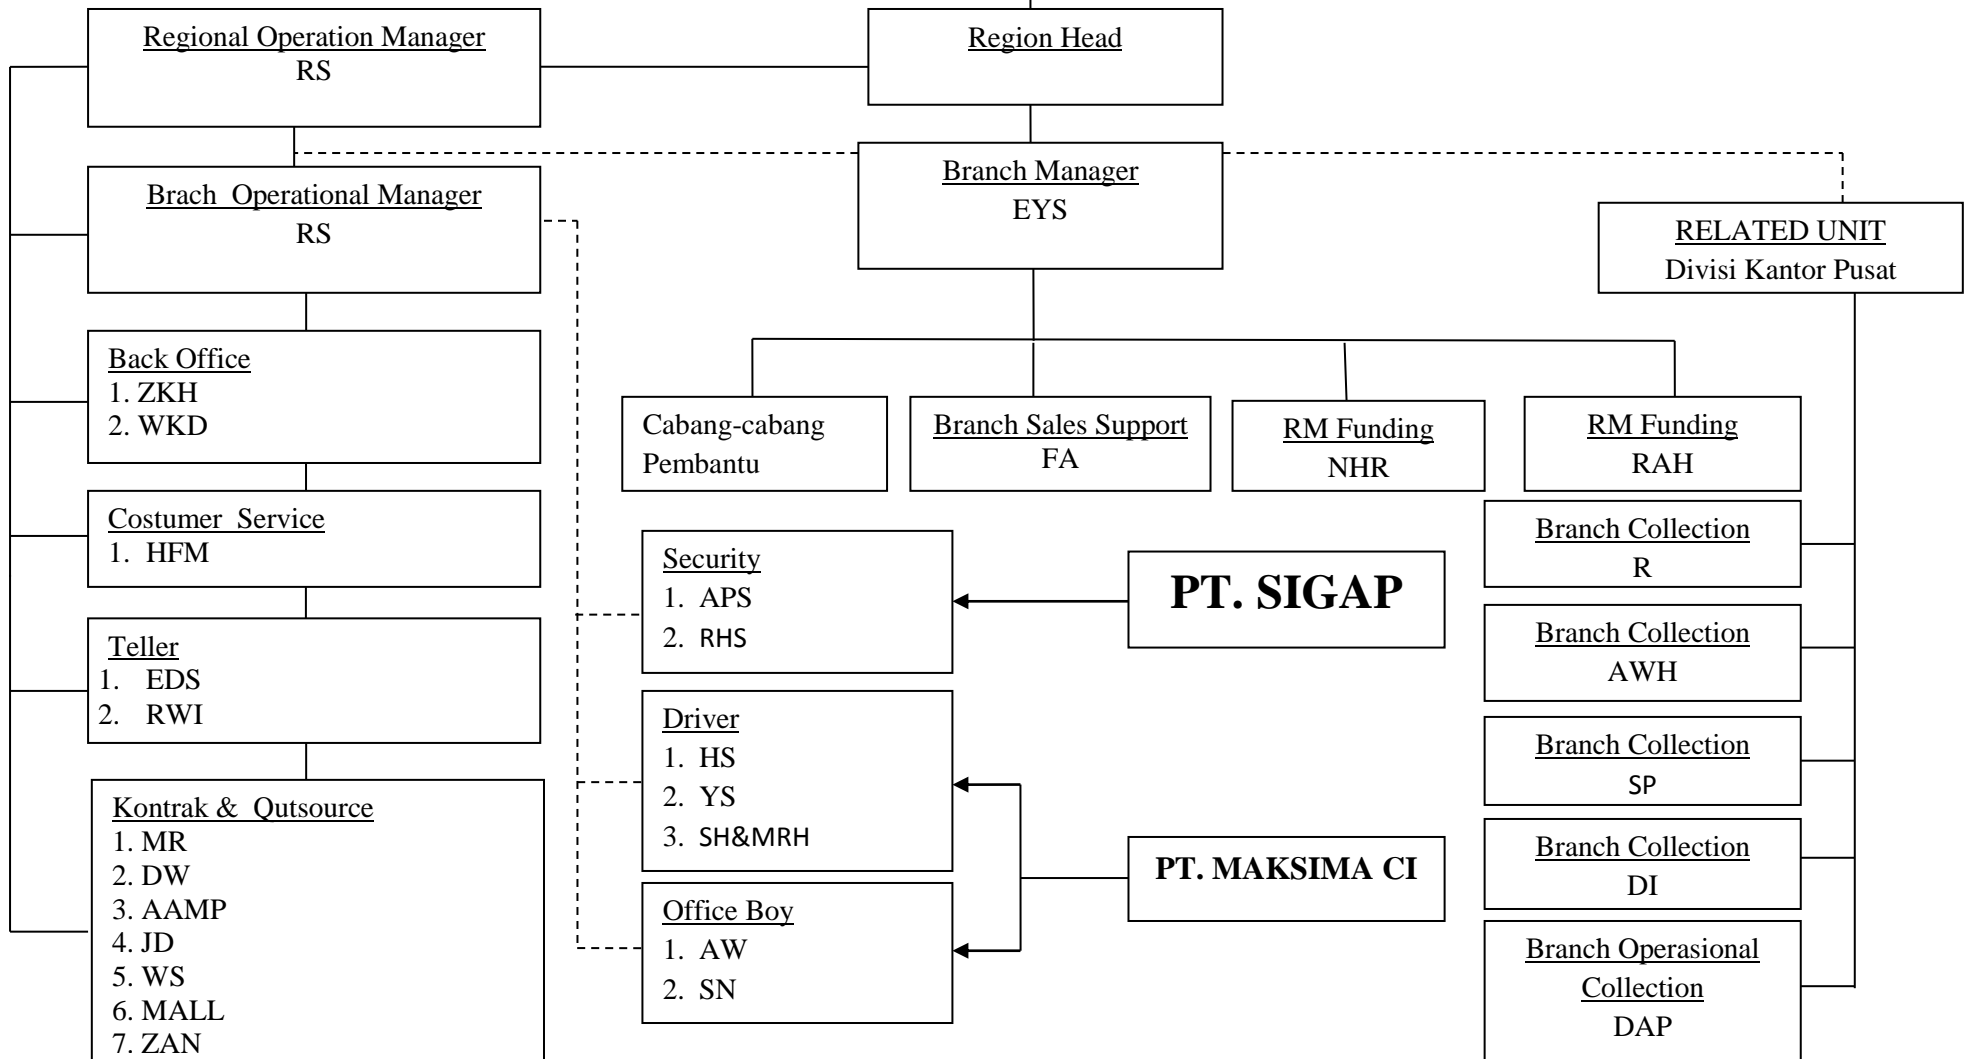 Regional Operation Manager
RS
Region Head
Brach  Operational Manager
RS
Branch Manager
EYS
RELATED UNIT
Divisi Kantor Pusat
Back Office
1. ZKH
2. WKD
Cabang-cabang
Pembantu
Branch Sales Support
FA
RM Funding
NHR
RM Funding
RAH
Costumer  Service
1. HFM
Security
1. APS
2. RHS
PT. SIGAP
Branch Collection
R
Teller
1. EDS
2. RWI
Branch Collection
AWH
Driver
1. HS
2. YS
3. SH&MRH
Branch Collection
SP
Kontrak &  Qutsource
1. MR
2. DW
3. AAMP
4. JD
5. WS
6. MALL
7. ZAN
PT. MAKSIMA CI
Branch Collection
DI
Office Boy
1. AW
2. SN
Branch Operasional
Collection
DAP